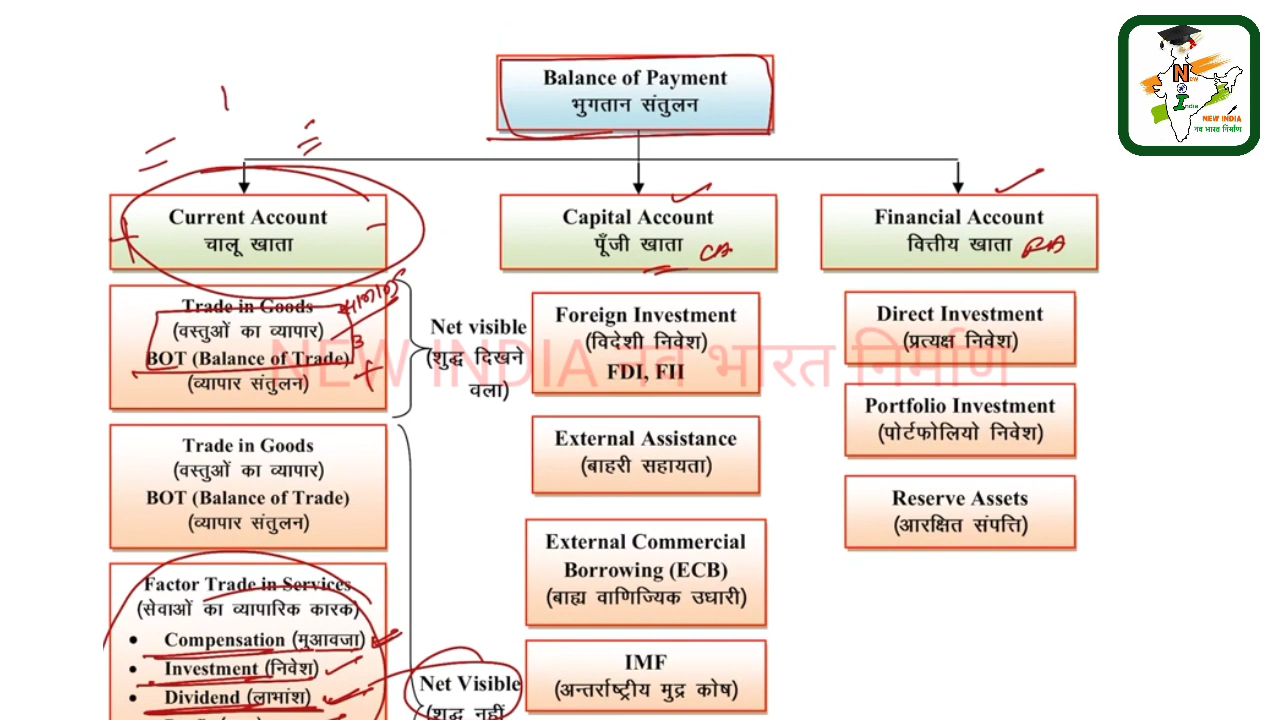 Balance of Payment
भुगतान संतुलन
NEW INDIA
नव भारत निर्माण
Current Account
चालू खाता
Capital Account
पूँजी खाता CA
Financial Account
वित्तीय खाता FA
Trade in Goods
(वस्तुओं का व्यापार)
BOT (Balance of Trade)
(व्यापार संतुलन)
Net visible
(शुद्ध दिखने
वला)
Trade in Goods
(वस्तुओं का व्यापार)
BOT (Balance of Trade)
(व्यापार संतुलन)
Factor Trade in Services
(सेवाओं का व्यापारिक कारक)
• Compensation (मुआवजा)
• Investment (निवेश)
• Dividend (लाभांश)
Net Visible
(शुद्ध नहीं
Foreign Investment
(विदेशी निवेश)
FDI, FII
External Assistance
(बाहरी सहायता)
External Commercial
Borrowing (ECB)
(बाह्य वाणिज्यिक उधारी)
IMF
(अन्तर्राष्ट्रीय मुद्र कोष)
Direct Investment
(प्रत्यक्ष निवेश)
Portfolio Investment
(पोर्टफोलियो निवेश)
Reserve Assets
(आरक्षित संपत्ति)
NEW INDIA नव भारत निर्माण